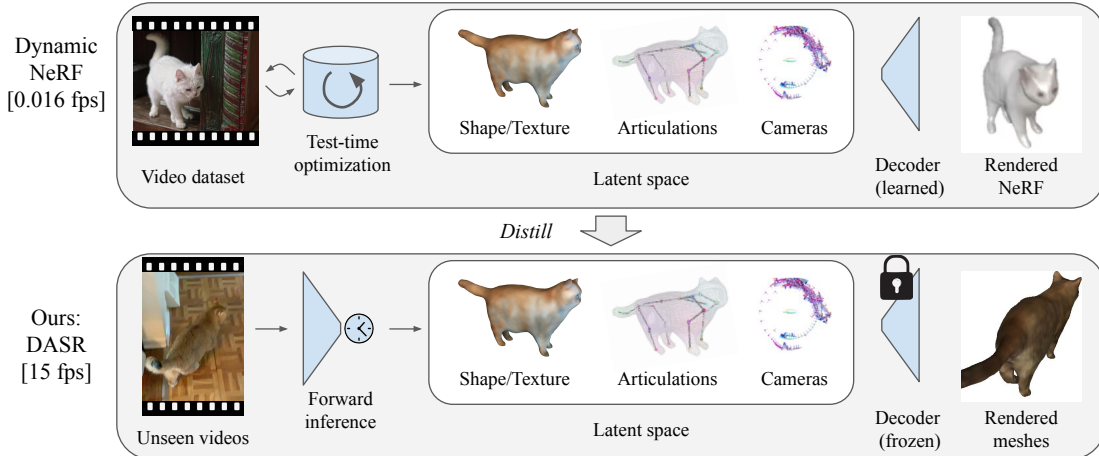 Dynamic
NeRF
[0.016 fps]
Video dataset
Test-time
optimization
Shape/Texture
Articulations
Cameras
Latent space
Decoder
(learned)
Rendered
NeRF
Distill
Ours:
DASR
[15 fps]
Unseen videos
Forward
inference
Shape/Texture
Articulations
Cameras
Latent space
Decoder
(frozen)
Rendered
meshes